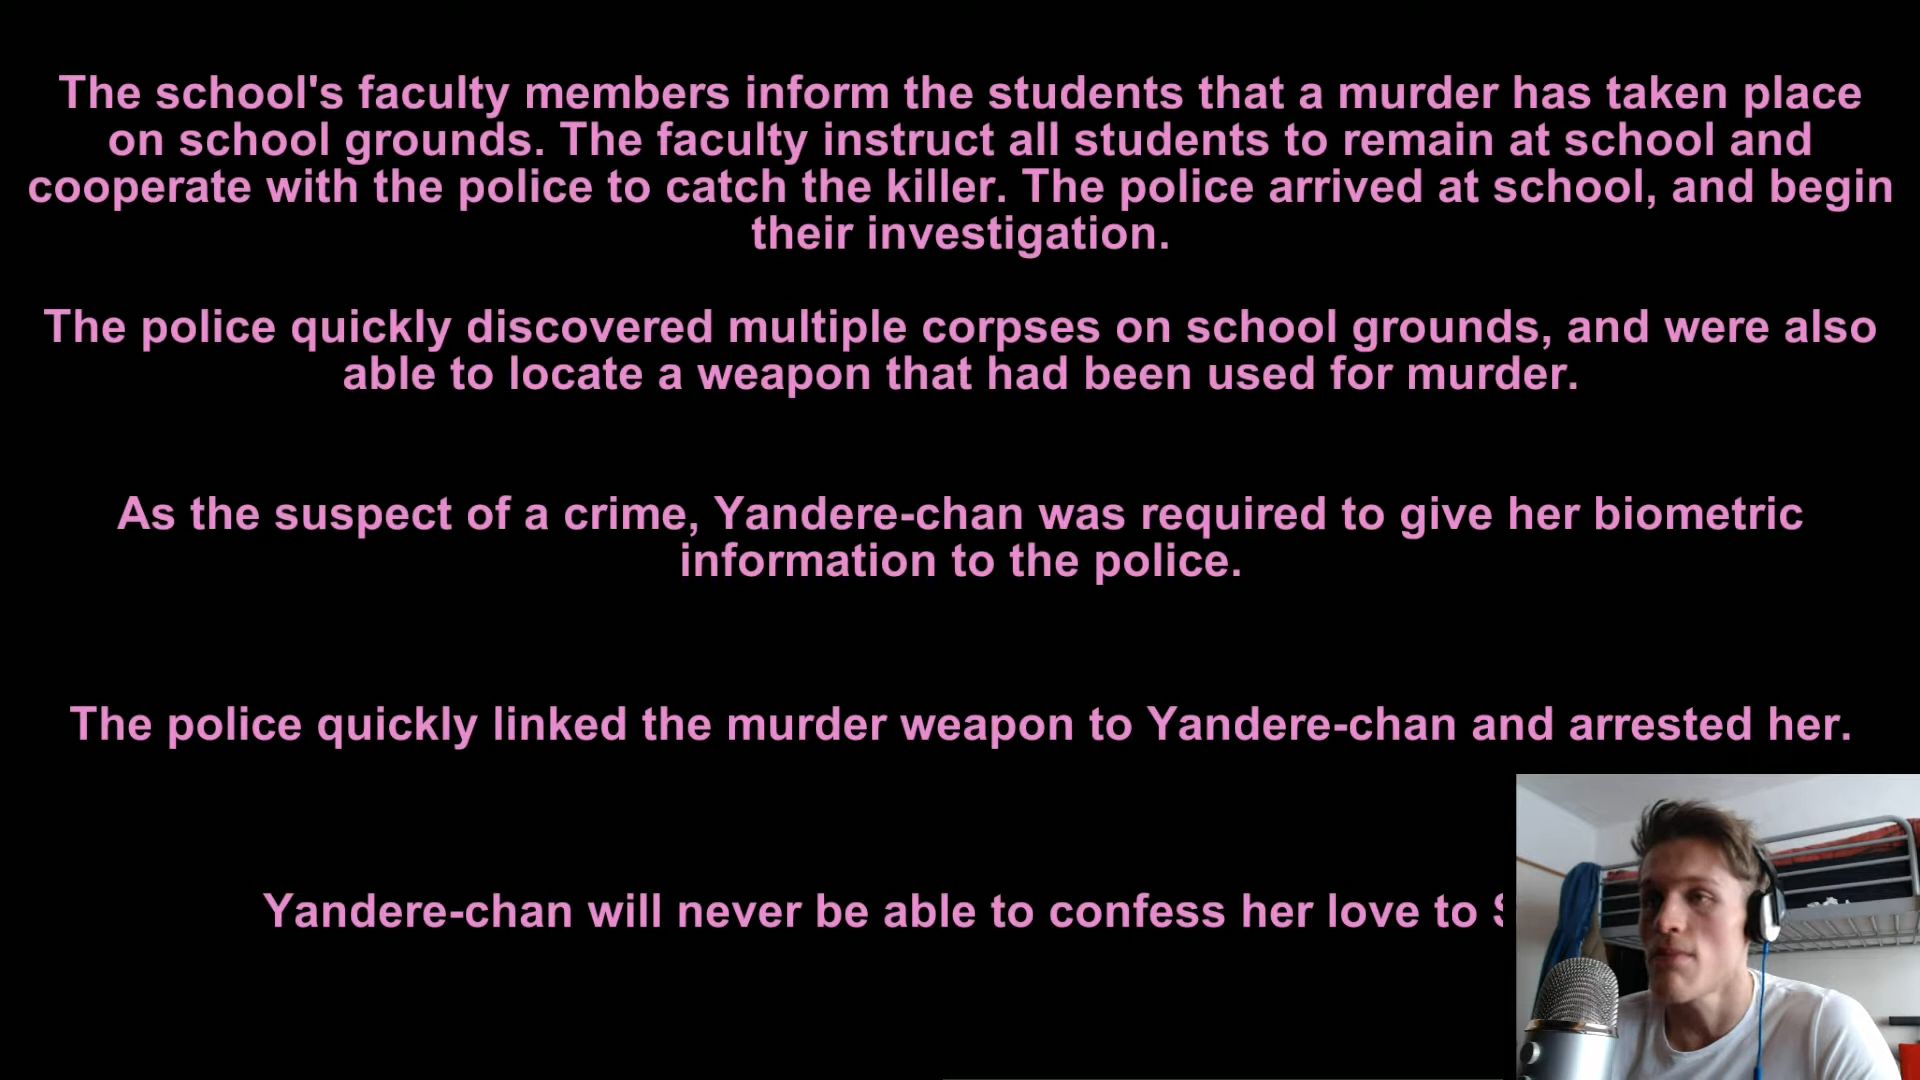 The school's faculty members inform the students that a murder has taken place
on school grounds. The faculty instruct all students to remain at school and
cooperate with the police to catch the killer. The police arrived at school, and begin
their investigation.
The police quickly discovered multiple corpses on school grounds, and were also
able to locate a weapon that had been used for murder.
As the suspect of a crime, Yandere-chan was required to give her biometric
information to the police.
The police quickly linked the murder weapon to Yandere-chan and arrested her.
Yandere-chan will never be able to confess her love to